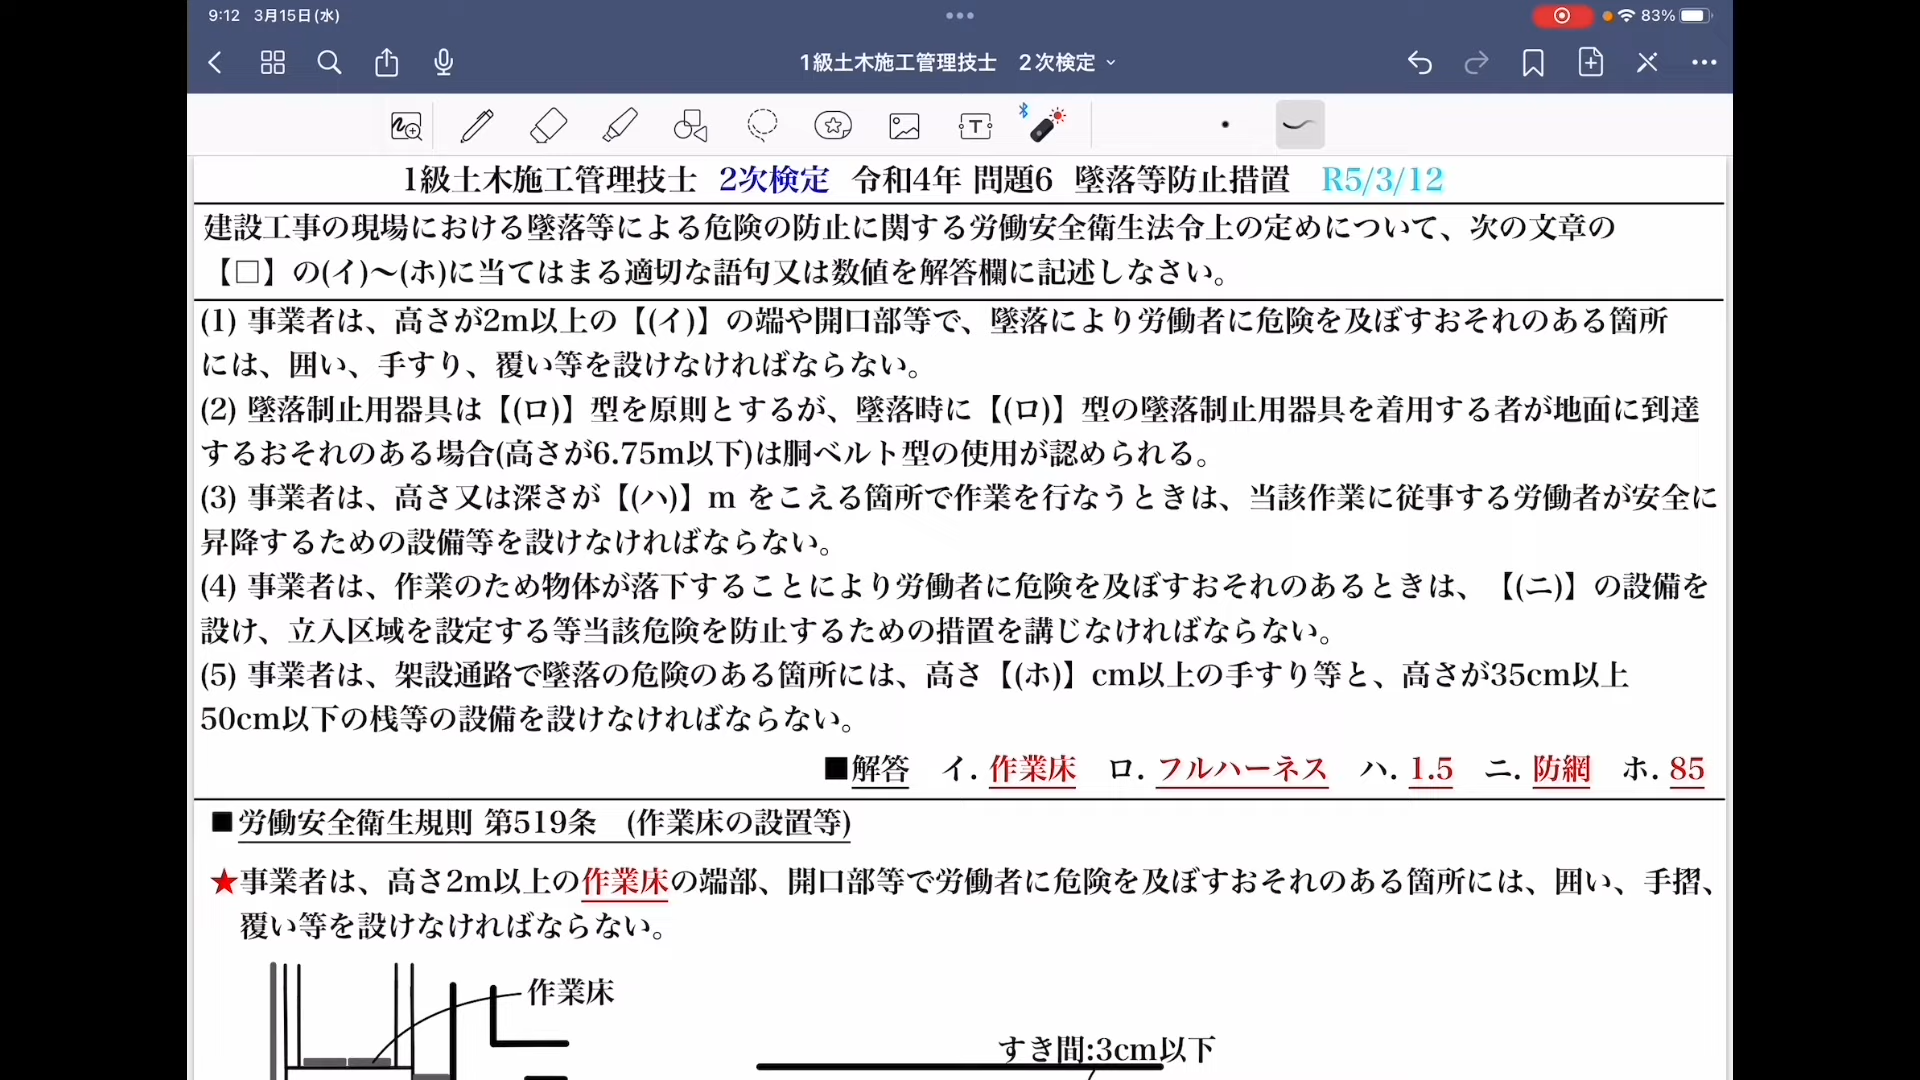 9:12 3月15日(水)
83%
1級土木施工管理技士 2次検定
1級土木施工管理技士 2次検定 令和4年 問題6 墜落等防止措置 R5/3/12
建設工事の現場における墜落等による危険の防止に関する労働安全衛生法令上の定めについて、次の文章の
【□】の(イ)～(ホ)に当てはまる適切な語句又は数値を解答欄に記述しなさい。
(1) 事業者は、高さが2m以上の【(イ)】の端や開口部等で、墜落により労働者に危険を及ぼすおそれのある箇所
には、囲い、手すり、覆い等を設けなければならない。
(2) 墜落制止用器具は【(ロ)】型を原則とするが、墜落時に【(ロ)】型の墜落制止用器具を着用する者が地面に到達
するおそれのある場合(高さが6.75m以下)は胴ベルト型の使用が認められる。
(3) 事業者は、高さ又は深さが【(ハ)】m をこえる箇所で作業を行なうときは、当該作業に従事する労働者が安全に
昇降するための設備等を設けなければならない。
(4) 事業者は、作業のため物体が落下することにより労働者に危険を及ぼすおそれのあるときは、【(ニ)】の設備を
設け、立入区域を設定する等当該危険を防止するための措置を講じなければならない。
(5) 事業者は、架設通路で墜落の危険のある箇所には、高さ【(ホ)】cm以上の手すり等と、高さが35cm以上
50cm以下の桟等の設備を設けなければならない。
■解答 イ. 作業床 ロ. フルハーネス ハ. 1.5 ニ. 防網 ホ. 85
■労働安全衛生規則 第519条 (作業床の設置等)
★事業者は、高さ2m以上の作業床の端部、開口部等で労働者に危険を及ぼすおそれのある箇所には、囲い、手摺、
覆い等を設けなければならない。
作業床
すき間:3cm以下